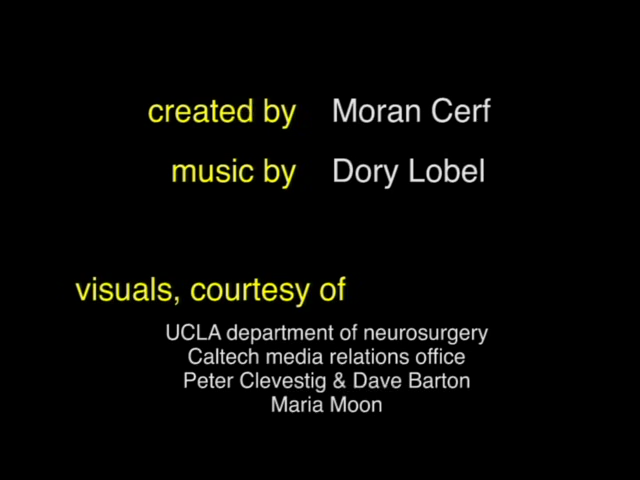 created by Moran Cerf
music by Dory Lobel
visuals, courtesy of
UCLA department of neurosurgery
Caltech media relations office
Peter Clevestig & Dave Barton
Maria Moon